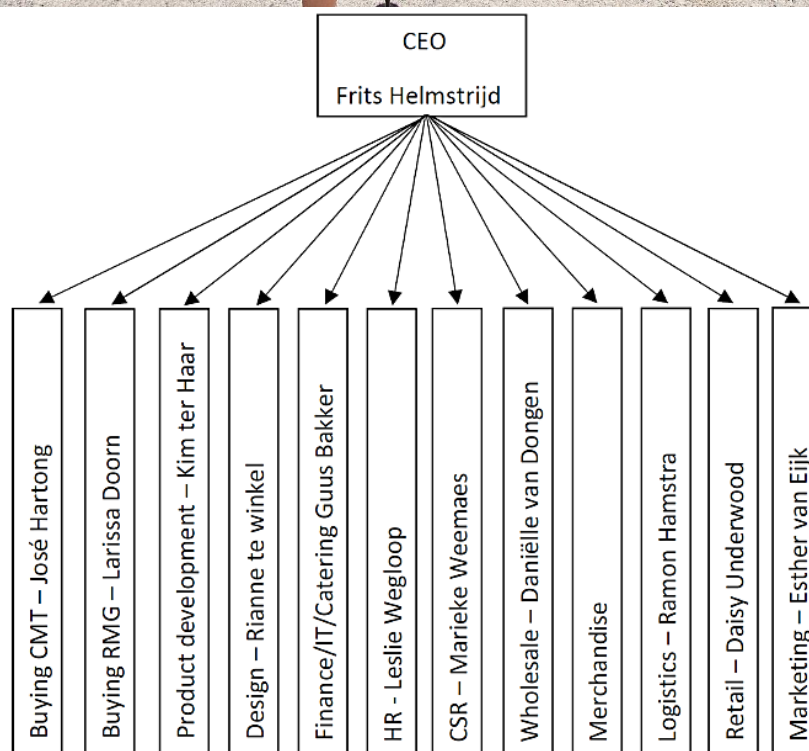 CEO
Frits Helmstrijd
Buying CMT – José Hartong
Buying RMG – Larissa Doorn
Product development – Kim ter Haar
Design – Rianne te winkel
Finance/IT/Catering Guus Bakker
HR - Leslie Wegloop
CSR – Marieke Weemaes
Wholesale – Daniëlle van Dongen
Merchandise
Logistics – Ramon Hamstra
Retail – Daisy Underwood
Marketing – Esther van Eijk